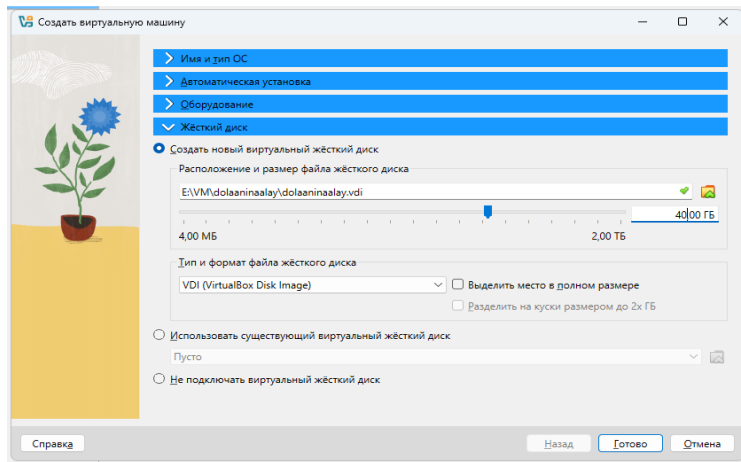 Создать виртуальную машину
Имя и тип ОС
Автоматическая установка
Оборудование
Жёсткий диск
Создать новый виртуальный жёсткий диск
Расположение и размер файла жёсткого диска
E:\VM\dolaaninaalay\dolaaninaalay.vdi
40,00 ГБ
4,00 МБ 2,00 ТБ
Тип и формат файла жёсткого диска
VDI (VirtualBox Disk Image) Выделить место в полном размере
Разделить на куски размером до 2х ГБ
Использовать существующий виртуальный жёсткий диск
Пусто
Не подключать виртуальный жёсткий диск
Справка Назад Готово Отмена